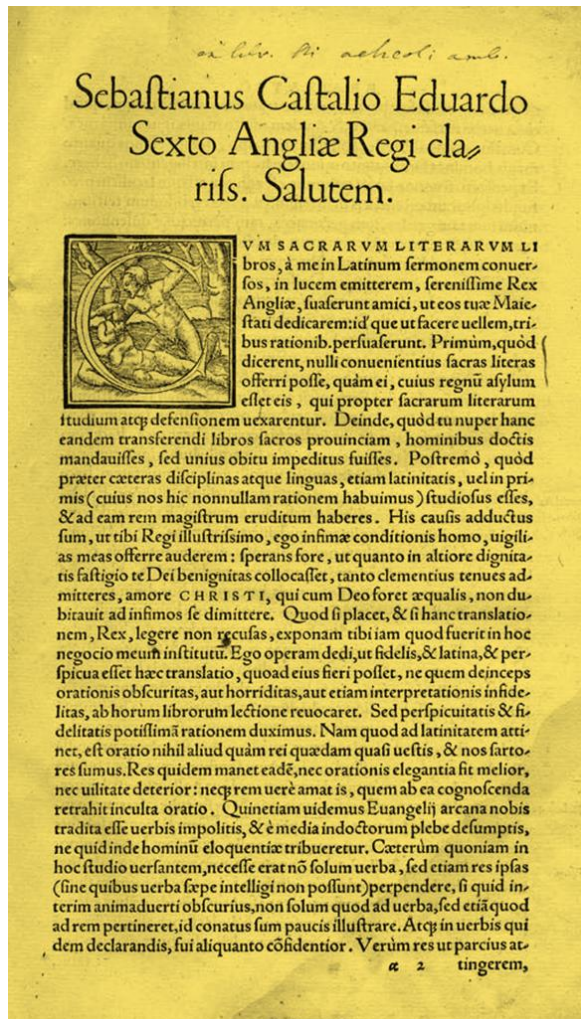 Sebaſtianus Caſtalio Eduardo
Sexto Angliæ Regi cla⸗
riſs. Salutem.
CVM SACRARVM LITERARVM LI
bros, à me in Latinum ſermonem conuer-
ſos, in lucem emitterem, ſereniſſime Rex
Angliæ, ſuaſerunt amici, ut eos tuæ Maie-
ſtati dedicarem: id'que ut facere uellem, tri-
bus rationib. perſuaſerunt. Primùm, quòd
dicerent, nulli conuenientius ſacras literas
offerri poſſe, quàm ei, cuius regnũ aſylum
eſſet eis, qui propter ſacrarum literarum
ſtudium atqꝫ defenſionem uexarentur. Deinde, quòd tu nuper hanc
eandem transferendi libros ſacros prouinciam, hominibus doctis
mandauiſſes, ſed unius obitu impeditus fuiſſes. Poſtremò, quòd
præter cæteras diſciplinas atque linguas, etiam latinitatis, uel in pri-
mis (cuius nos hic nonnullam rationem habuimus) ſtudioſus eſſes,
& ad eam rem magiſtrum eruditum haberes. His cauſis adductus
ſum, ut tibi Regi illuſtriſſimo, ego infimæ conditionis homo, uigili-
as meas offerre auderem: ſperans fore, ut quanto in altiore dignita-
tis faſtigio te Dei benignitas collocaſſet, tanto clementius tenues ad-
mitteres, amore CHRISTI, qui cum Deo foret æqualis, non du-
bitauit ad infimos ſe dimittere. Quod ſi placet, & ſi hanc translatio-
nem, Rex, legere non recuſas, exponam tibi iam quod fuerit in hoc
negocio meum inſtitutũ. Ego operam dedi, ut fidelis, & latina, & per-
ſpicua eſſet hæc translatio, quoad eius fieri poſſet, ne quem deinceps
orationis obſcuritas, aut horriditas, aut etiam interpretationis infide-
litas, ab horum librorum lectione reuocaret. Sed perſpicuitatis & fi-
delitatis potiſſimã rationem duximus. Nam quod ad latinitatem atti-
net, eſt oratio nihil aliud quàm rei quædam quaſi ueſtis, & nos ſarto-
res ſumus. Res quidem manet eadẽ, nec orationis elegantia fit melior,
nec uilitate deterior: neqꝫ rem uerè amat is, quem ab ea cognoſcenda
retrahit inculta oratio. Quinetiam uidemus Euangelij arcana nobis
tradita eſſe uerbis impolitis, & è media indoctorum plebe deſumptis,
ne quid inde hominũ eloquentiæ tribueretur. Cæterùm quoniam in
hoc ſtudio uerſantem, neceſſe erat nõ ſolum uerba, ſed etiam res ipſas
(ſine quibus uerba ſæpe intelligi non poſſunt) perpendere, ſi quid in-
terim animaduerti obſcurius, non ſolum quod ad uerba, ſed etiã quod
ad rem pertineret, id conatus ſum paucis illuſtrare. Atqꝫ in uerbis qui
dem declarandis, fui aliquanto cõfidentior. Verùm res ut parcius at-
α 2 tingerem,